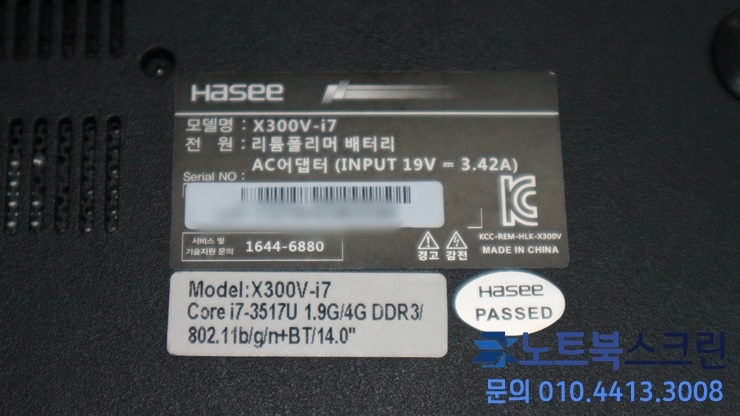 Hasee
모델명 : X300V-i7
전 원 : 리튬폴리머 배터리
AC어댑터 (INPUT 19V = 3.42A)
Serial NO :
서비스 및
기술지원 문의
1644-6880
경고 감전
KCC-REM-HLK-X300V
MADE IN CHINA
Model:X300V-i7
Core i7-3517U 1.9G/4G DDR3/
802.11b/g/n+BT/14.0"
Hasee
PASSED
노트북스크린
문의 010.4413.3008